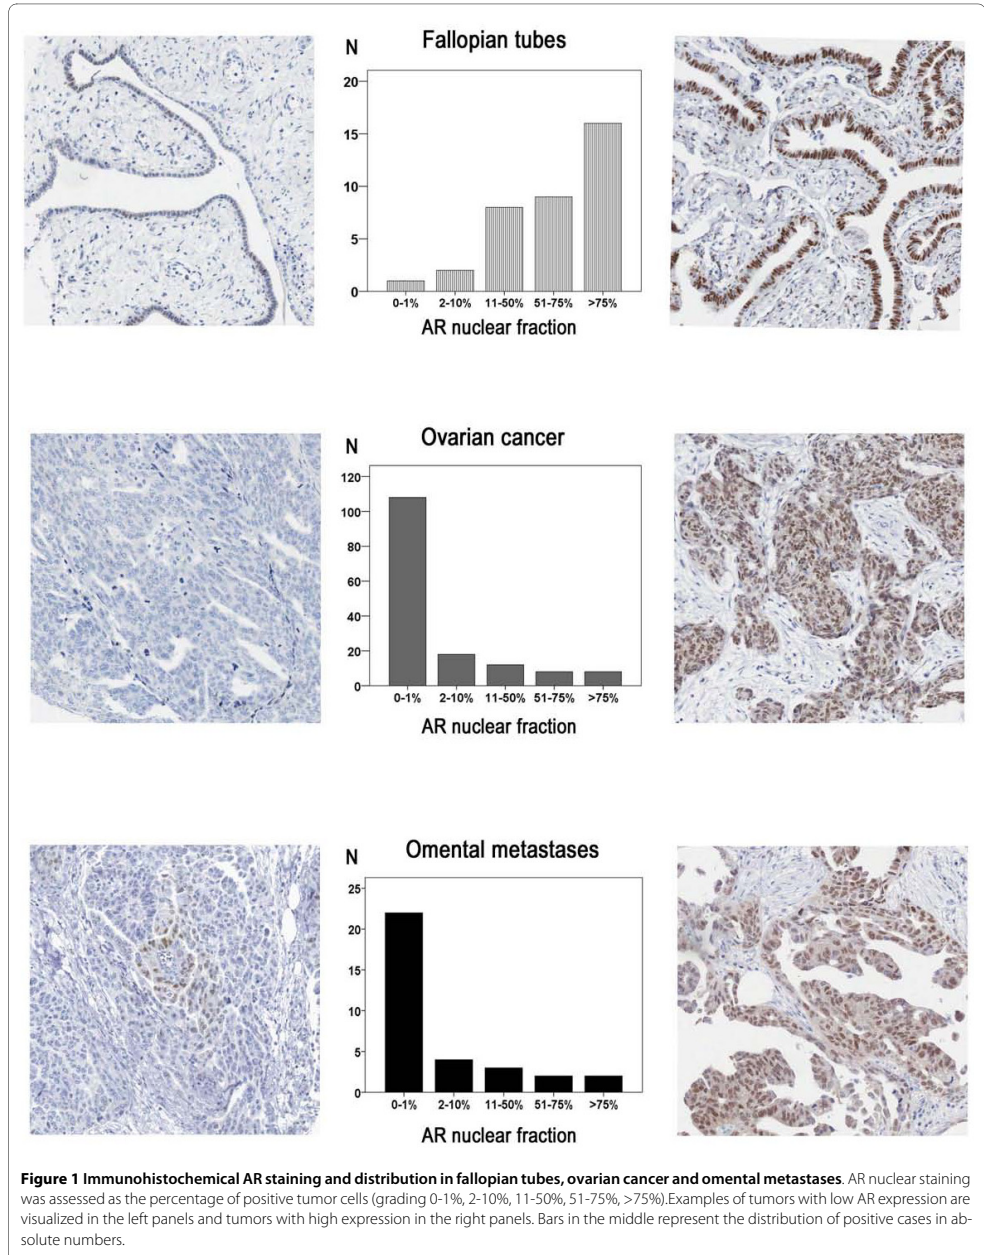 Fallopian tubes
N
20
15
10
5
0
0-1% 2-10% 11-50% 51-75% >75%
AR nuclear fraction
Ovarian cancer
N
120
100
80
60
40
20
0
0-1% 2-10% 11-50% 51-75% >75%
AR nuclear fraction
Omental metastases
N
25
20
15
10
5
0
0-1% 2-10% 11-50% 51-75% >75%
AR nuclear fraction
Figure 1 Immunohistochemical AR staining and distribution in fallopian tubes, ovarian cancer and omental metastases. AR nuclear staining
was assessed as the percentage of positive tumor cells (grading 0-1%, 2-10%, 11-50%, 51-75%, >75%).Examples of tumors with low AR expression are
visualized in the left panels and tumors with high expression in the right panels. Bars in the middle represent the distribution of positive cases in ab-
solute numbers.